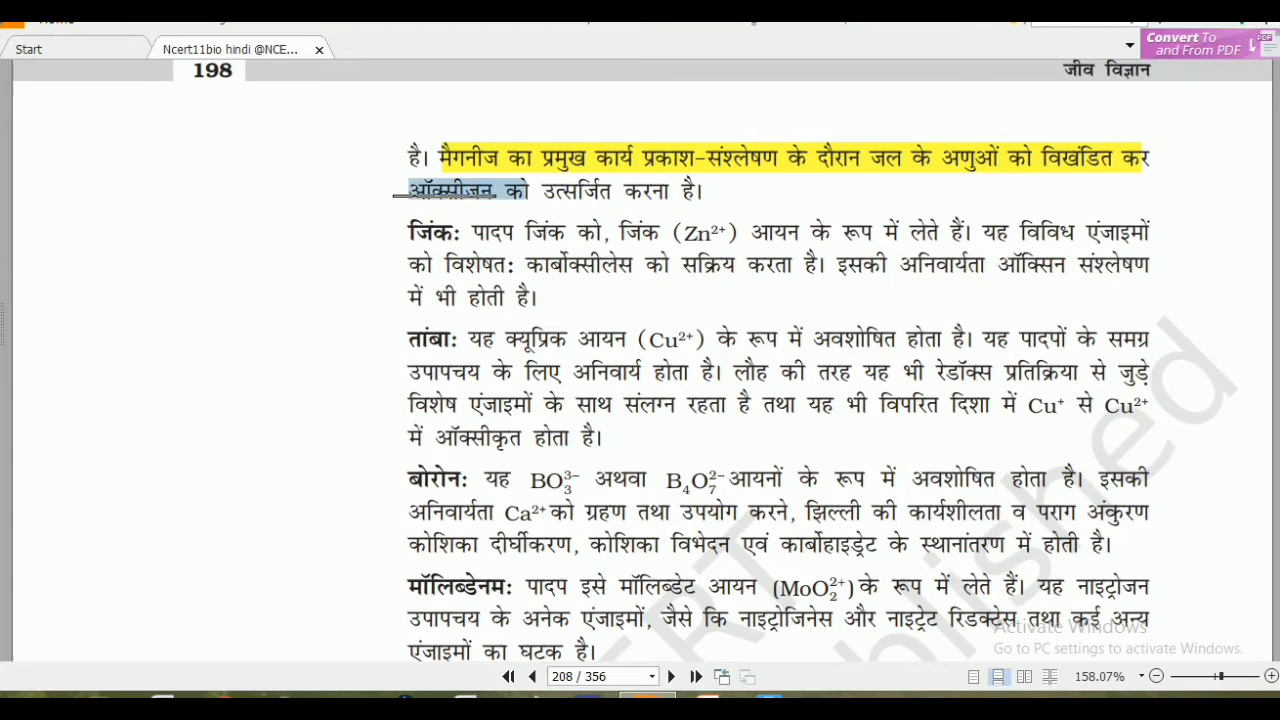 Start
Ncert11bio hindi @NCE... ×
Convert To
and From PDF
PDF
198
जीव विज्ञान
है। मैगनीज का प्रमुख कार्य प्रकाश-संश्लेषण के दौरान जल के अणुओं को विखंडित कर
ऑक्सीजन को उत्सर्जित करना है।
जिंक: पादप जिंक को, जिंक (Zn²⁺) आयन के रूप में लेते हैं। यह विविध एंजाइमों
को विशेषत: कार्बोक्सीलेस को सक्रिय करता है। इसकी अनिवार्यता ऑक्सिन संश्लेषण
में भी होती है।
तांबा: यह क्यूप्रिक आयन (Cu²⁺) के रूप में अवशोषित होता है। यह पादपों के समग्र
उपापचय के लिए अनिवार्य होता है। लौह की तरह यह भी रेडॉक्स प्रतिक्रिया से जुड़े
विशेष एंजाइमों के साथ संलग्न रहता है तथा यह भी विपरित दिशा में Cu⁺ से Cu²⁺
में ऑक्सीकृत होता है।
बोरोन: यह BO₃³⁻ अथवा B₄O₇²⁻ आयनों के रूप में अवशोषित होता है। इसकी
अनिवार्यता Ca²⁺ को ग्रहण तथा उपयोग करने, झिल्ली की कार्यशीलता व पराग अंकुरण
कोशिका दीर्घीकरण, कोशिका विभेदन एवं कार्बोहाइड्रेट के स्थानांतरण में होती है।
मॉलिब्डेनम: पादप इसे मॉलिब्डेट आयन (MoO₂²⁺) के रूप में लेते हैं। यह नाइट्रोजन
उपापचय के अनेक एंजाइमों, जैसे कि नाइट्रोजिनेस और नाइट्रेट रिडक्टेस तथा कई अन्य
एंजाइमों का घटक है।
Activate Windows
Go to PC settings to activate Windows.
208 / 356
158.07%